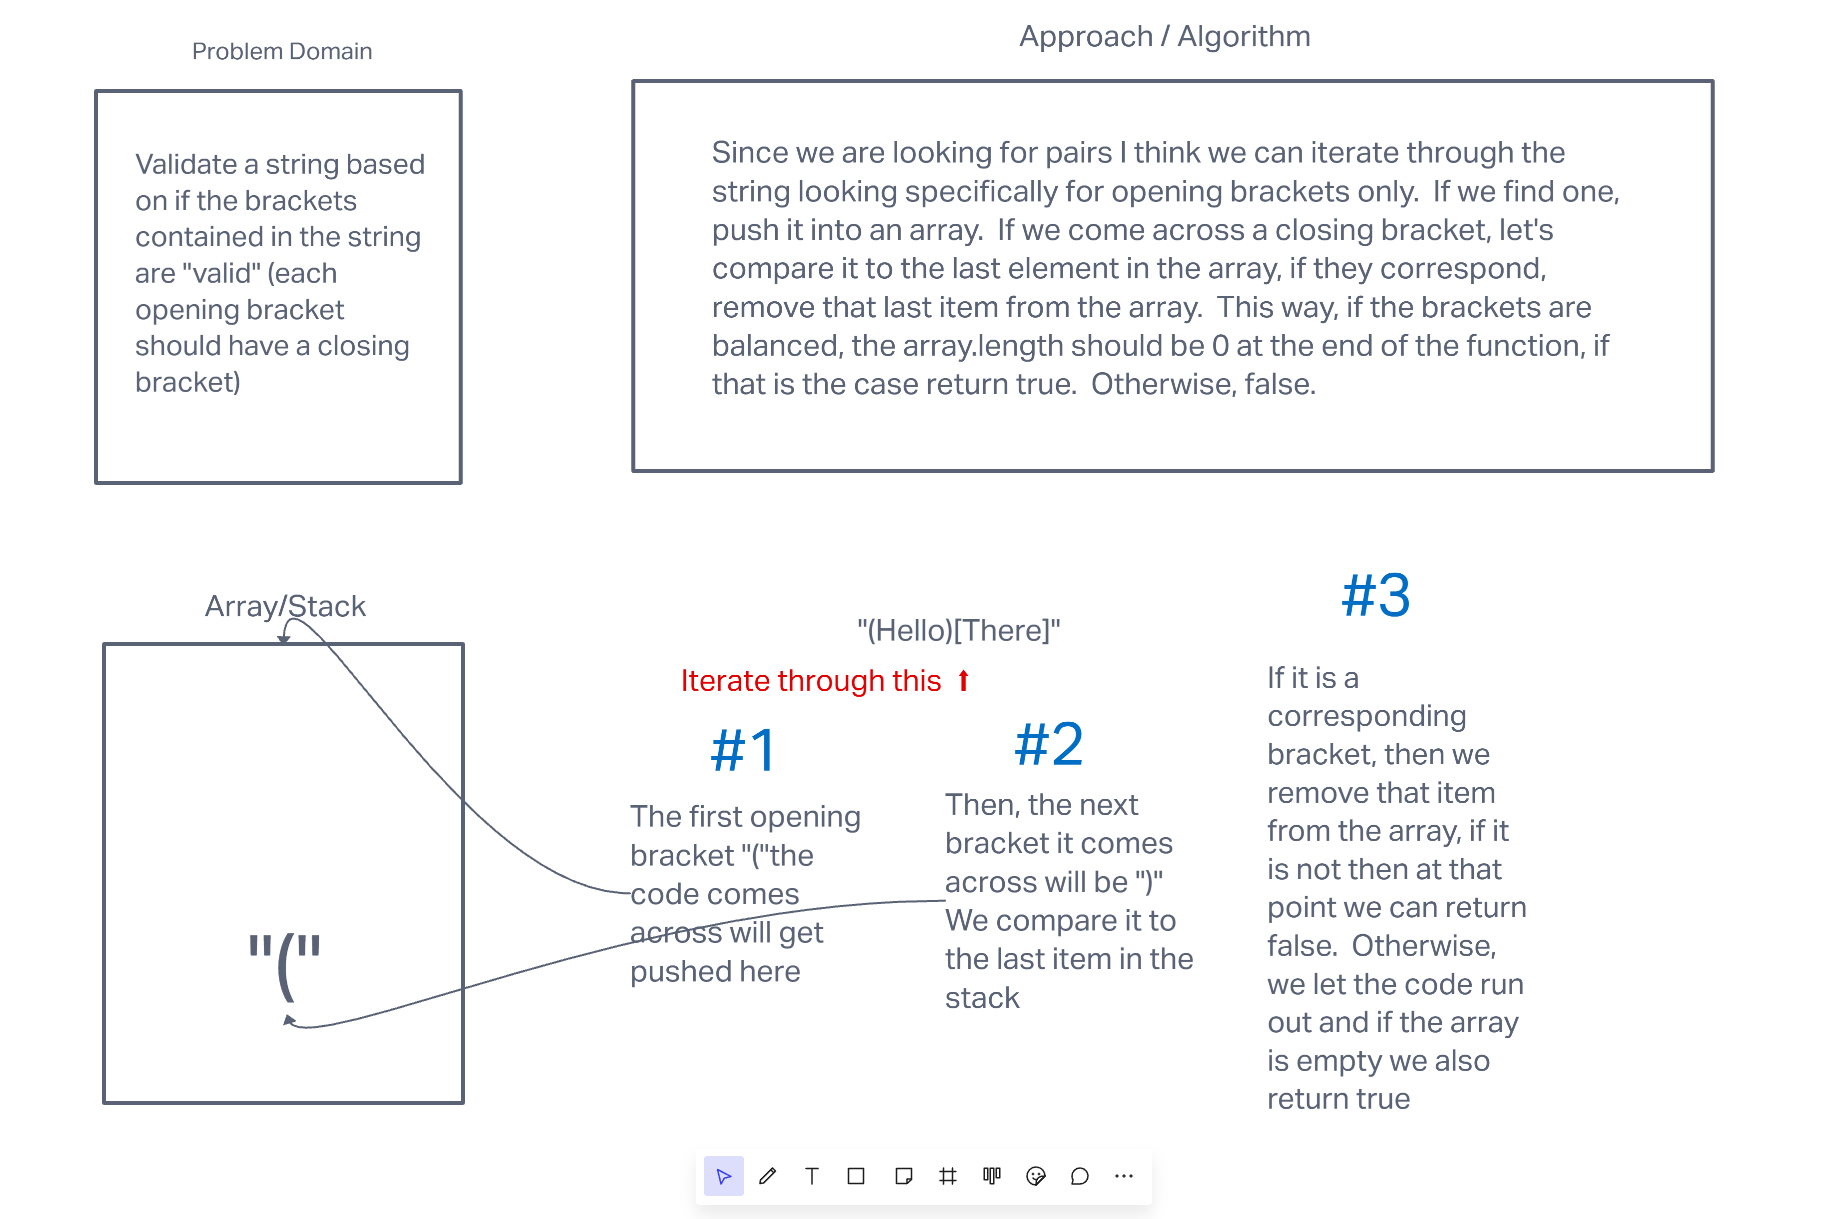 Problem Domain
Validate a string based
on if the brackets
contained in the string
are "valid" (each
opening bracket
should have a closing
bracket)
Approach / Algorithm
Since we are looking for pairs I think we can iterate through the
string looking specifically for opening brackets only.  If we find one,
push it into an array.  If we come across a closing bracket, let's
compare it to the last element in the array, if they correspond,
remove that last item from the array.  This way, if the brackets are
balanced, the array.length should be 0 at the end of the function, if
that is the case return true.  Otherwise, false.
Array/Stack
"("
"(Hello)[There]"
Iterate through this
#1
The first opening
bracket "("the
code comes
across will get
pushed here
#2
Then, the next
bracket it comes
across will be ")"
We compare it to
the last item in the
stack
#3
If it is a
corresponding
bracket, then we
remove that item
from the array, if it
is not then at that
point we can return
false.  Otherwise,
we let the code run
out and if the array
is empty we also
return true